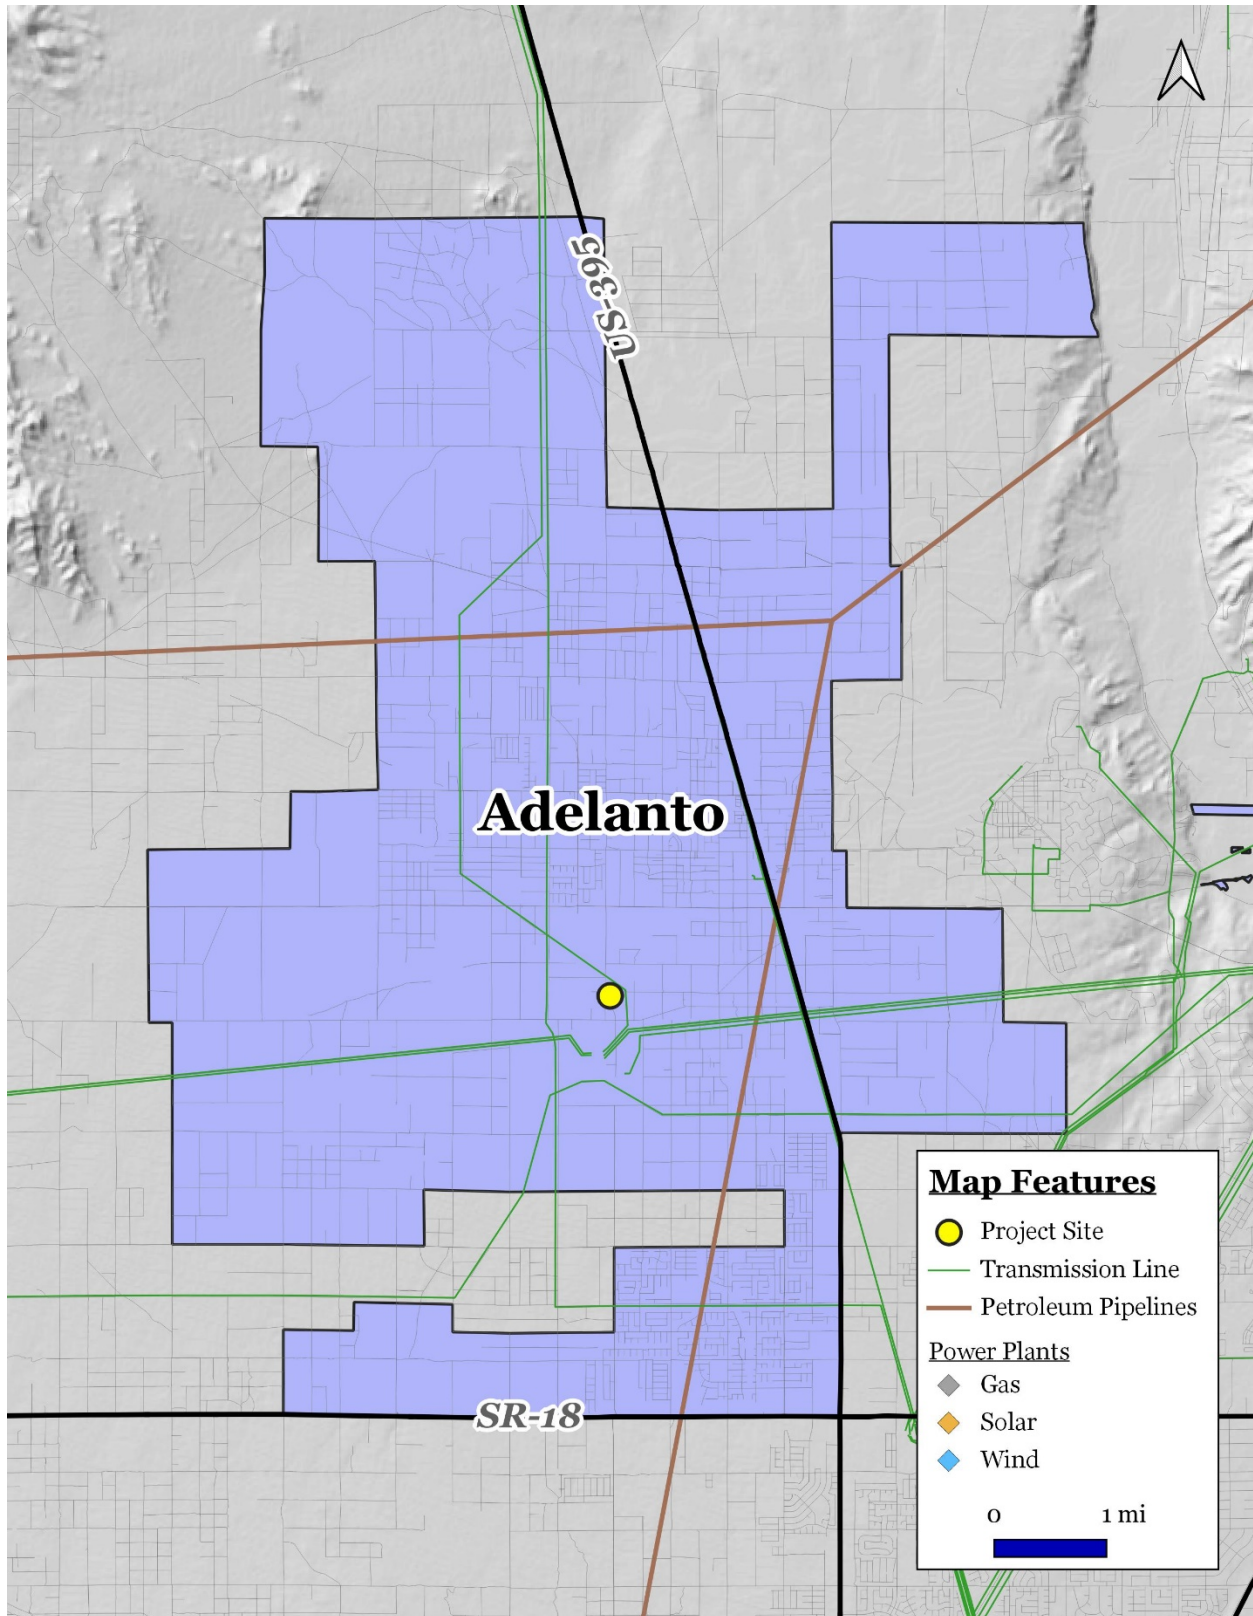 US-395
Adelanto
SR-18
Map Features
Project Site
Transmission Line
Petroleum Pipelines
Power Plants
Gas
Solar
Wind
0 1 mi